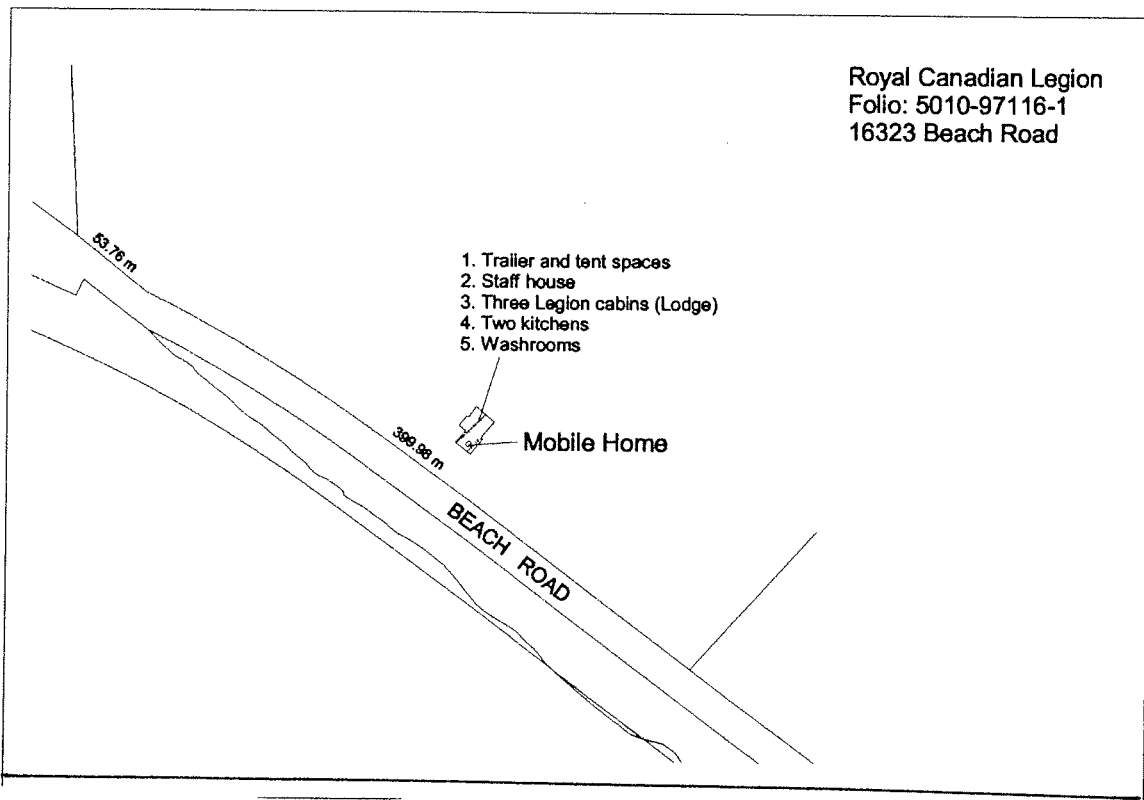 Royal Canadian Legion
Folio: 5010-97116-1
16323 Beach Road
53.76 m
1. Trailer and tent spaces
2. Staff house
3. Three Legion cabins (Lodge)
4. Two kitchens
5. Washrooms
399.98 m
Mobile Home
BEACH ROAD